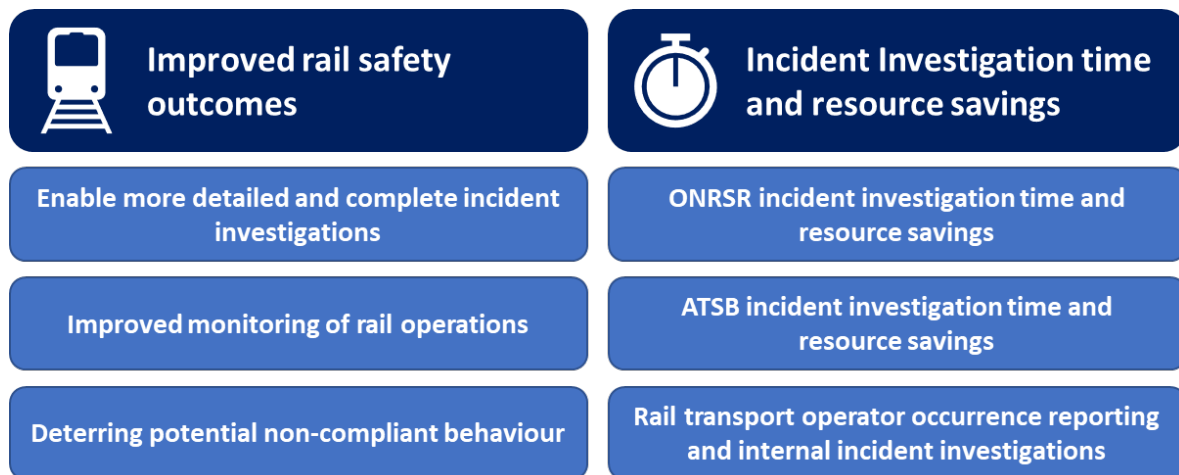 Improved rail safety
outcomes
Enable more detailed and complete incident
investigations
Improved monitoring of rail operations
Deterring potential non-compliant behaviour
Incident Investigation time
and resource savings
ONRSR incident investigation time and
resource savings
ATSB incident investigation time and
resource savings
Rail transport operator occurrence reporting
and internal incident investigations